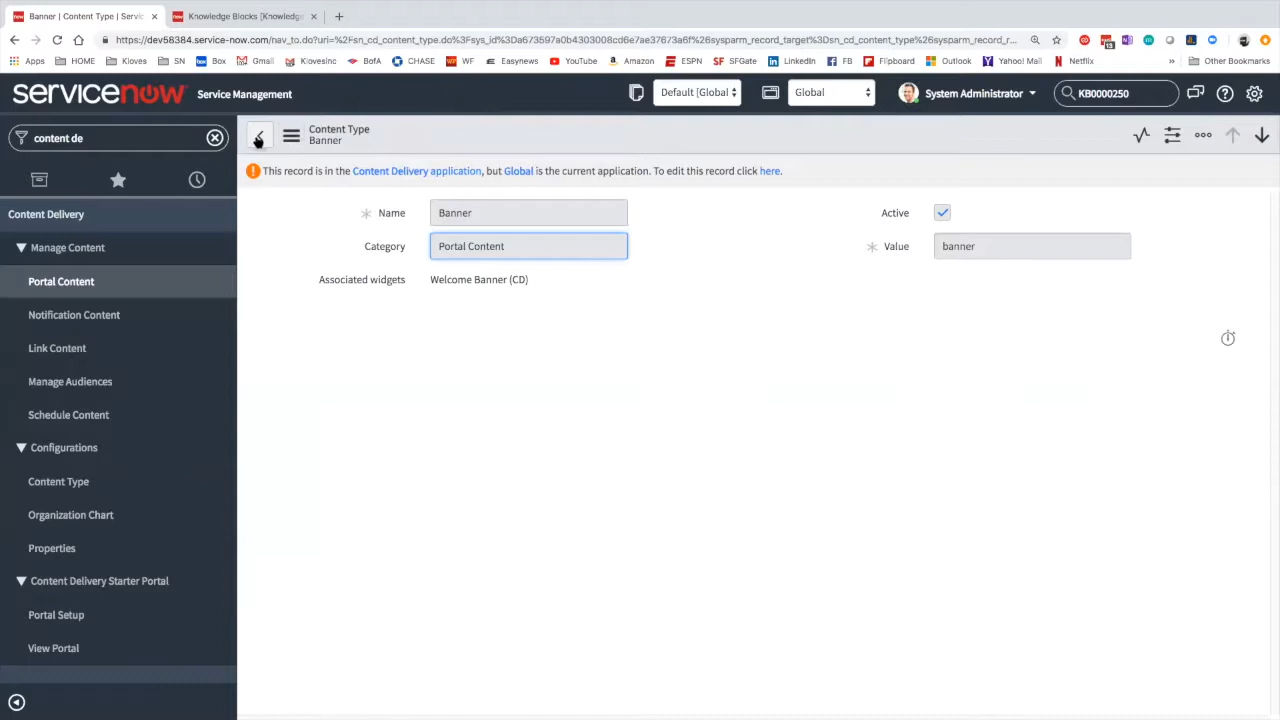 Banner | Content Type | Servic
Knowledge Blocks [Knowledge
https://dev58384.service-now.com/nav_to.do?uri=%2Fsn_cd_content_type.do%3Fsys_id%3Da673597a0b4303008cd6e7ae37673a6f%26sysparm_record_target%3Dsn_cd_content_type%26sysparm_record_r...
13
Apps HOME Kloves SN Box Gmail Klovesinc BofA CHASE WF Easynews YouTube Amazon ESPN SFGate LinkedIn FB Flipboard Outlook Yahoo! Mail Netflix » Other Bookmarks
servicenow Service Management
Default [Global
Global
System Administrator
KB0000250
content de
Content Type
Banner
This record is in the Content Delivery application, but Global is the current application. To edit this record click here.
Content Delivery
Manage Content
Portal Content
Notification Content
Link Content
Manage Audiences
Schedule Content
Configurations
Content Type
Organization Chart
Properties
Content Delivery Starter Portal
Portal Setup
View Portal
Name Banner
Active
Category Portal Content
Value banner
Associated widgets Welcome Banner (CD)